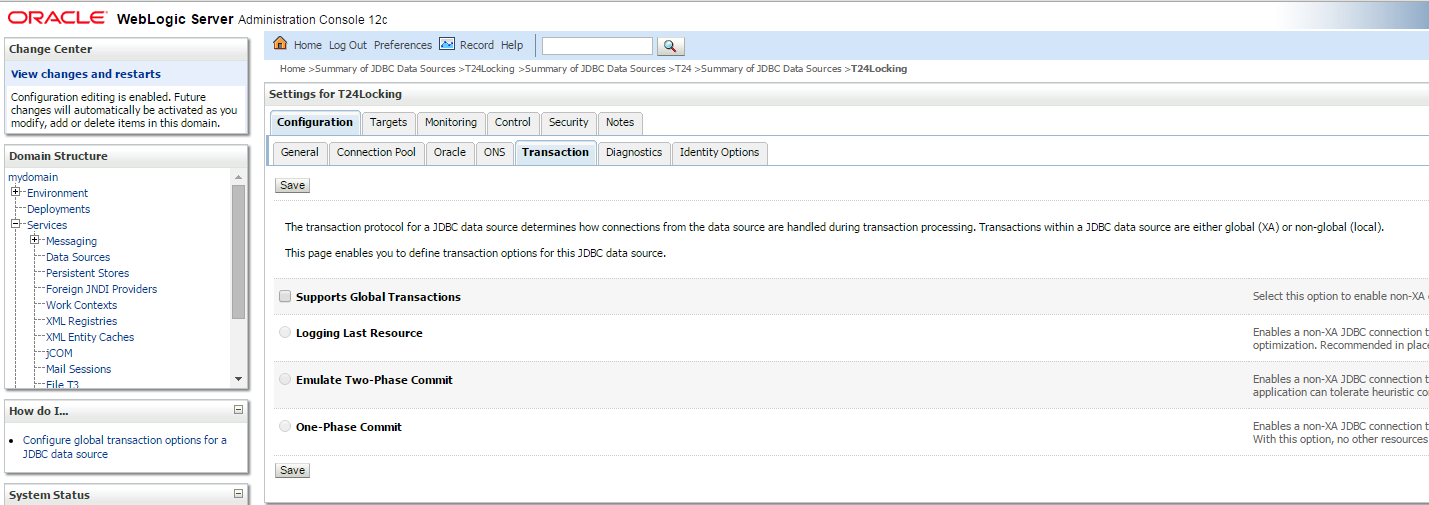 ORACLE WebLogic Server Administration Console 12c
Change Center
View changes and restarts
Configuration editing is enabled. Future
changes will automatically be activated as you
modify, add or delete items in this domain.
Domain Structure
mydomain
Environment
Deployments
Services
Messaging
Data Sources
Persistent Stores
Foreign JNDI Providers
Work Contexts
XML Registries
XML Entity Caches
jCOM
Mail Sessions
File T3
How do I...
Configure global transaction options for a
JDBC data source
System Status
Home Log Out Preferences Record Help
Home >Summary of JDBC Data Sources >T24Locking >Summary of JDBC Data Sources >T24 >Summary of JDBC Data Sources >T24Locking
Settings for T24Locking
Configuration Targets Monitoring Control Security Notes
General Connection Pool Oracle ONS Transaction Diagnostics Identity Options
Save
The transaction protocol for a JDBC data source determines how connections from the data source are handled during transaction processing. Transactions within a JDBC data source are either global (XA) or non-global (local).
This page enables you to define transaction options for this JDBC data source.
Supports Global Transactions
Select this option to enable non-XA
Logging Last Resource
Enables a non-XA JDBC connection t
optimization. Recommended in place
Emulate Two-Phase Commit
Enables a non-XA JDBC connection t
application can tolerate heuristic co
One-Phase Commit
Enables a non-XA JDBC connection t
With this option, no other resources
Save